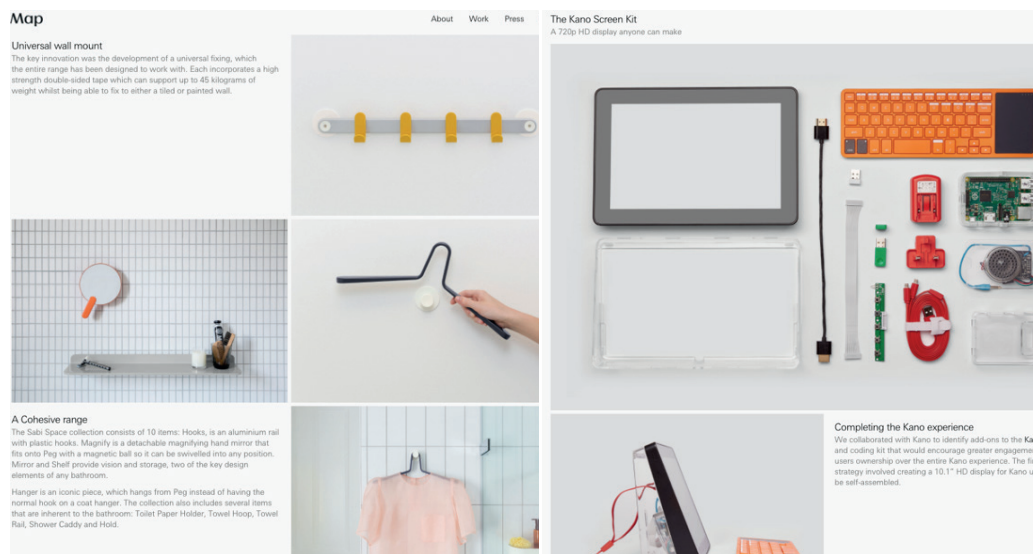 Map
About Work Press
Universal wall mount
The key innovation was the development of a universal fixing, which
the entire range has been designed to work with. Each incorporates a high
strength double-sided tape which can support up to 45 kilograms of
weight whilst being able to fix to either a tiled or painted wall.
A Cohesive range
The Sabi Space collection consists of 10 items: Hooks, is an aluminium rail
with plastic hooks. Magnify is a detachable magnifying hand mirror that
fits onto Peg with a magnetic ball so it can be swivelled into any position.
Mirror and Shelf provide vision and storage, two of the key design
elements of any bathroom.
Hanger is an iconic piece, which hangs from Peg instead of having the
normal hook on a coat hanger. The collection also includes several items
that are inherent to the bathroom: Toilet Paper Holder, Towel Hoop, Towel
Rail, Shower Caddy and Hold.
The Kano Screen Kit
A 720p HD display anyone can make
Completing the Kano experience
We collaborated with Kano to identify add-ons to the
and coding kit that would encourage greater
users ownership over the entire Kano experience. The
strategy involved creating a 10.1" HD display for Kano
be self-assembled.